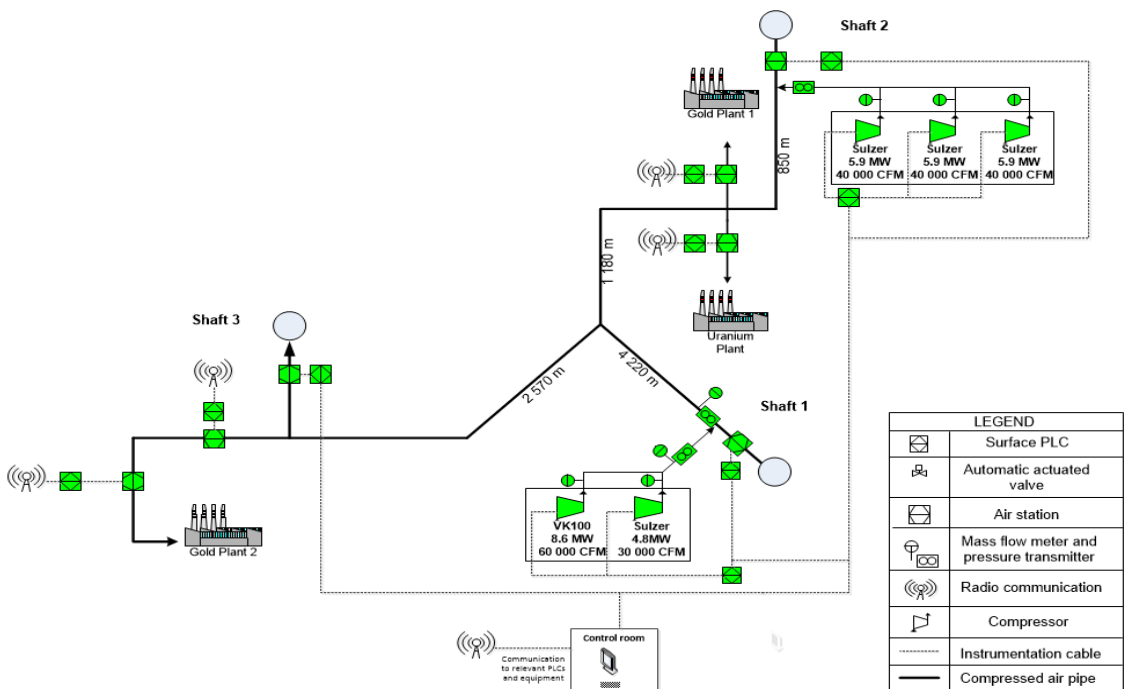 Shaft 2
Gold Plant 1
850 m
Sulzer
5.9 MW
40 000 CFM
Sulzer
5.9 MW
40 000 CFM
Sulzer
5.9 MW
40 000 CFM
1 180 m
Uranium
Plant
Shaft 3
2 570 m
4 220 m
Shaft 1
VK100
8.6 MW
60 000 CFM
Sulzer
4.8MW
30 000 CFM
Gold Plant 2
Control room
Communication
to relevant PLCs
and equipment
LEGEND
Surface PLC
Automatic actuated
valve
Air station
Mass flow meter and
pressure transmitter
Radio communication
Compressor
Instrumentation cable
Compressed air pipe